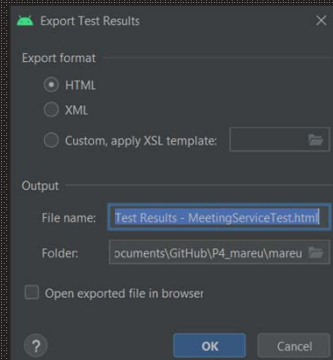 Export Test Results
Export format
HTML
XML
Custom, apply XSL template:
Output
File name: Test Results - MeetingServiceTest.html
Folder: ocuments\GitHub\P4_mareu\mareu
Open exported file in browser
? OK Cancel